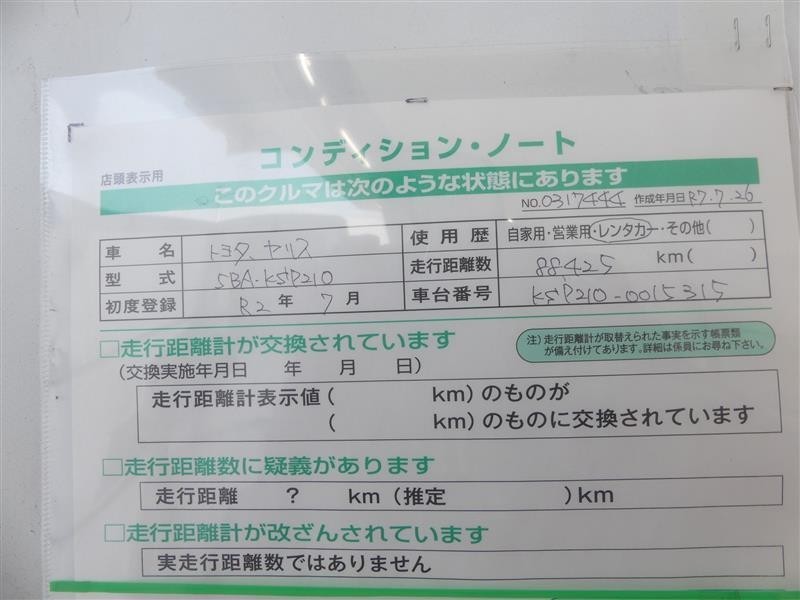 コンディション・ノート
店頭表示用
このクルマは次のような状態にあります
NO.0317444 作成年月日 R7.7.26
車名 トヨタ ヤリス 使用歴 自家用・営業用・レンタカー・その他( )
型式 5BA-KSP210 走行距離数 88425 km( )
初度登録 R2年 7月 車台番号 KSP210-0015315
□走行距離計が交換されています
注)走行距離計が取替えられた事実を示す帳票類
が備え付けてあります。詳細は係員にお尋ね下さい。
(交換実施年月日 年 月 日)
走行距離計表示値( km)のものが
( km)のものに交換されています
□走行距離数に疑義があります
走行距離 ? km(推定 )km
□走行距離計が改ざんされています
実走行距離数ではありません